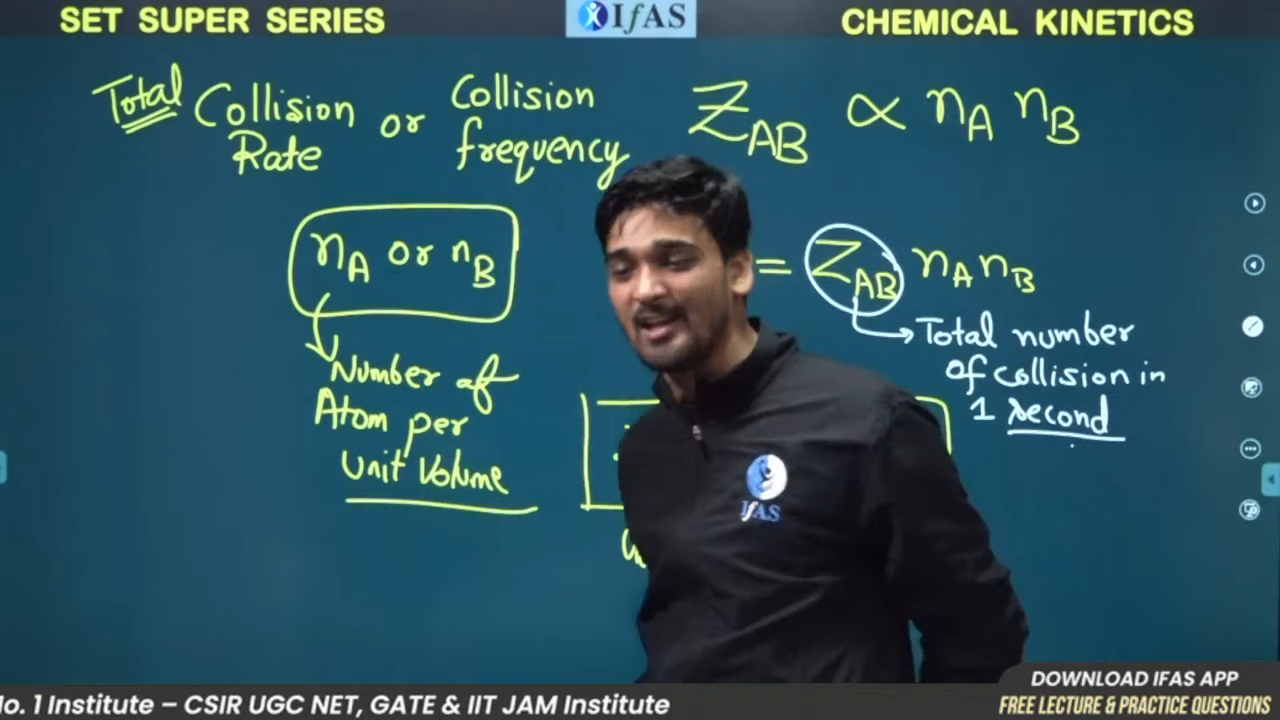 SET SUPER SERIES
IfAS
CHEMICAL KINETICS
Total Collision Rate or Collision frequency
Z_AB ∝ n_A n_B
n_A or n_B
= Z_AB n_A n_B
Total number
of collision in
1 second
Number of
Atom per
Unit Volume
IfAS
DOWNLOAD IFAS APP
No. 1 Institute – CSIR UGC NET, GATE & IIT JAM Institute
FREE LECTURE & PRACTICE QUESTIONS